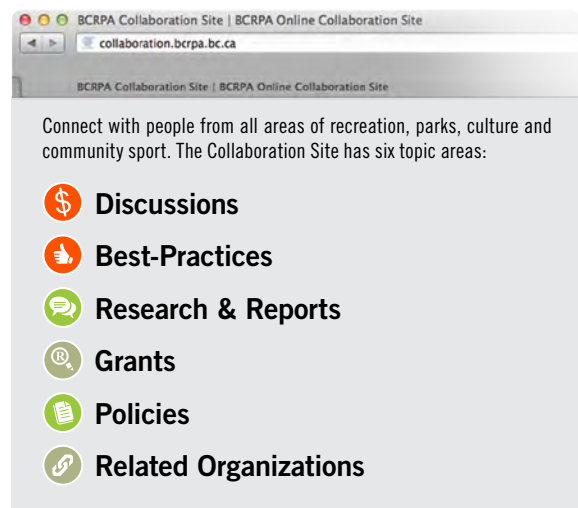 BCRPA Collaboration Site | BCRPA Online Collaboration Site
collaboration.bcrpa.bc.ca
BCRPA Collaboration Site | BCRPA Online Collaboration Site
Connect with people from all areas of recreation, parks, culture and
community sport. The Collaboration Site has six topic areas:
$ Discussions
Best-Practices
Research & Reports
R Grants
Policies
Related Organizations